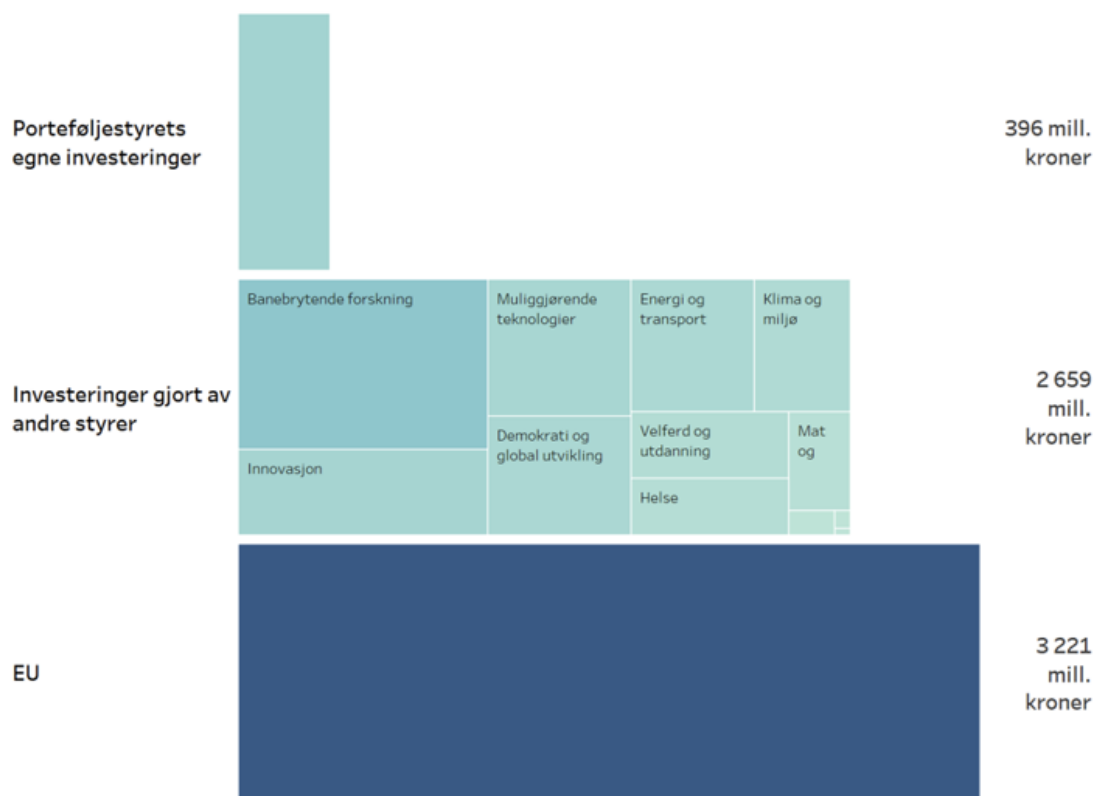 Porteføljestyrets
egne investeringer
396 mill.
kroner
Banebrytende forskning
Muliggjørende
teknologier
Energi og
transport
Klima og
miljø
Investeringer gjort av
andre styrer
2 659
mill.
kroner
Demokrati og
global utvikling
Velferd og
utdanning
Mat
og
Innovasjon
Helse
EU
3 221
mill.
kroner